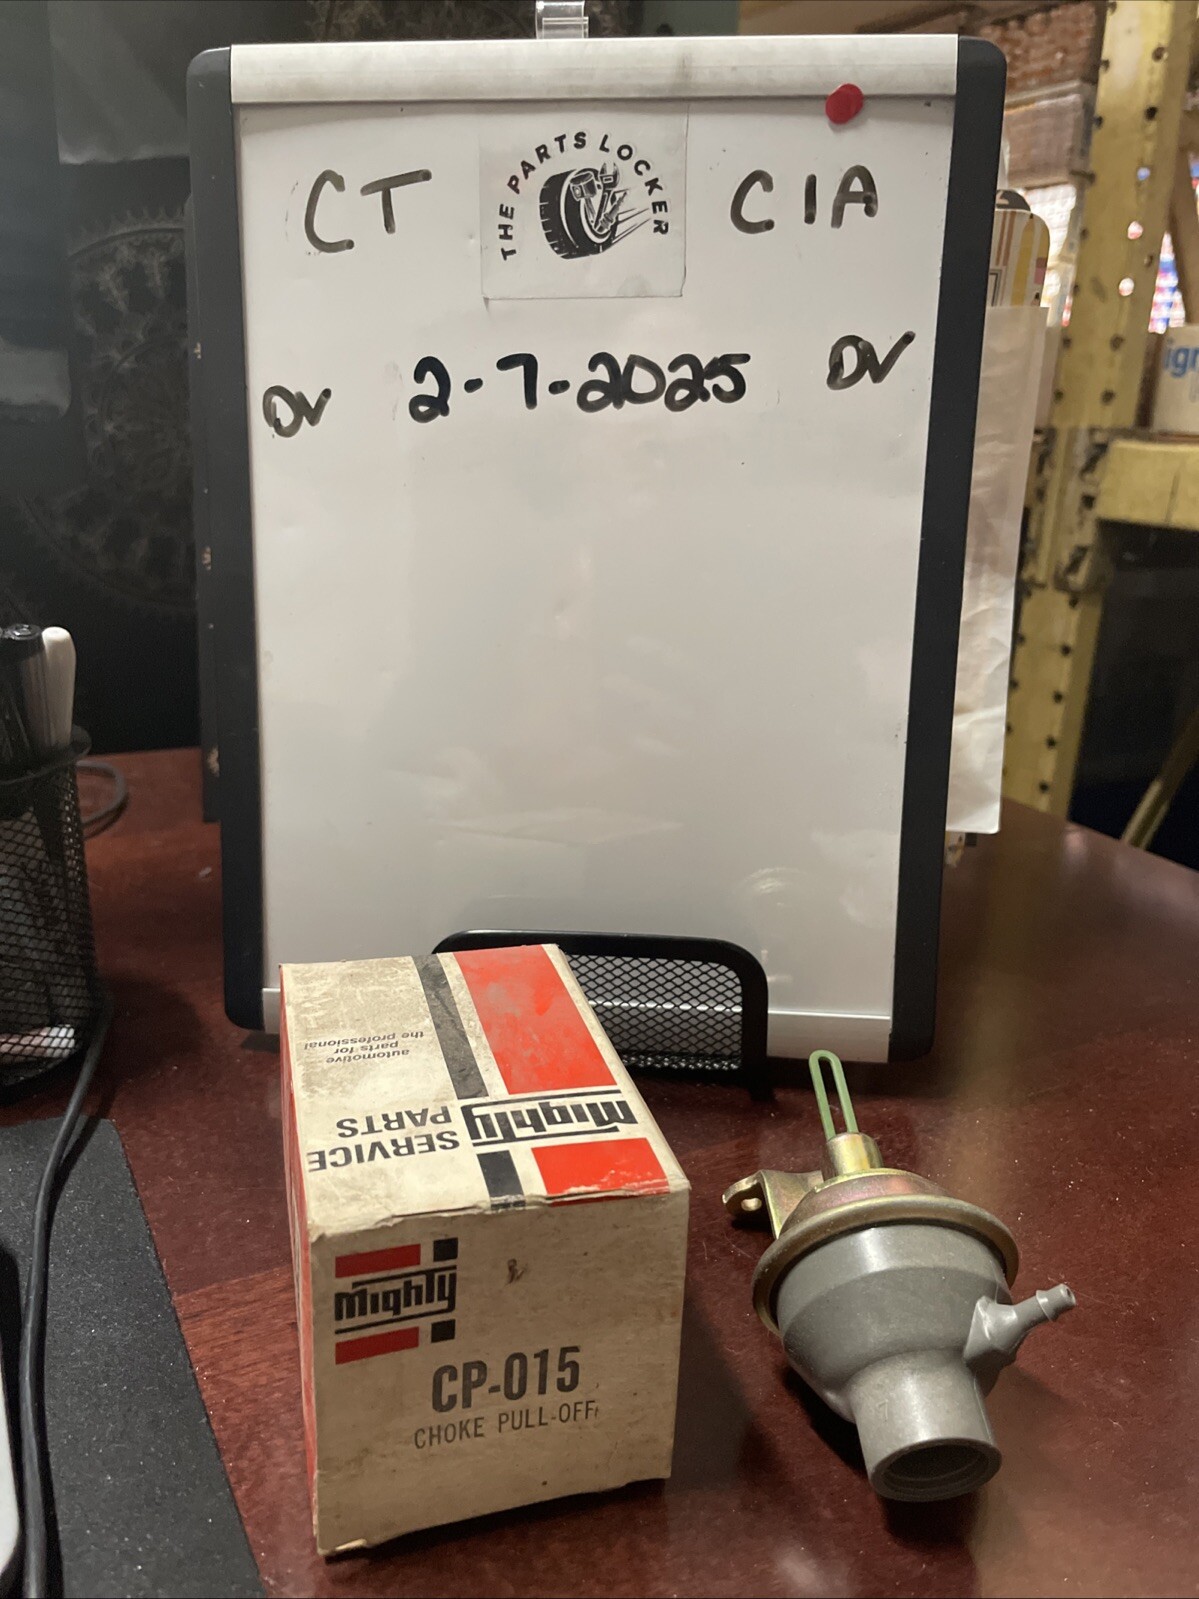 CT
THE PARTS LOCKER
C1A
DV 2-7-2025 DV
automotive
parts for
the professional
SERVICE
PARTS
Mighty
Mighty
CP-015
CHOKE PULL-OFF